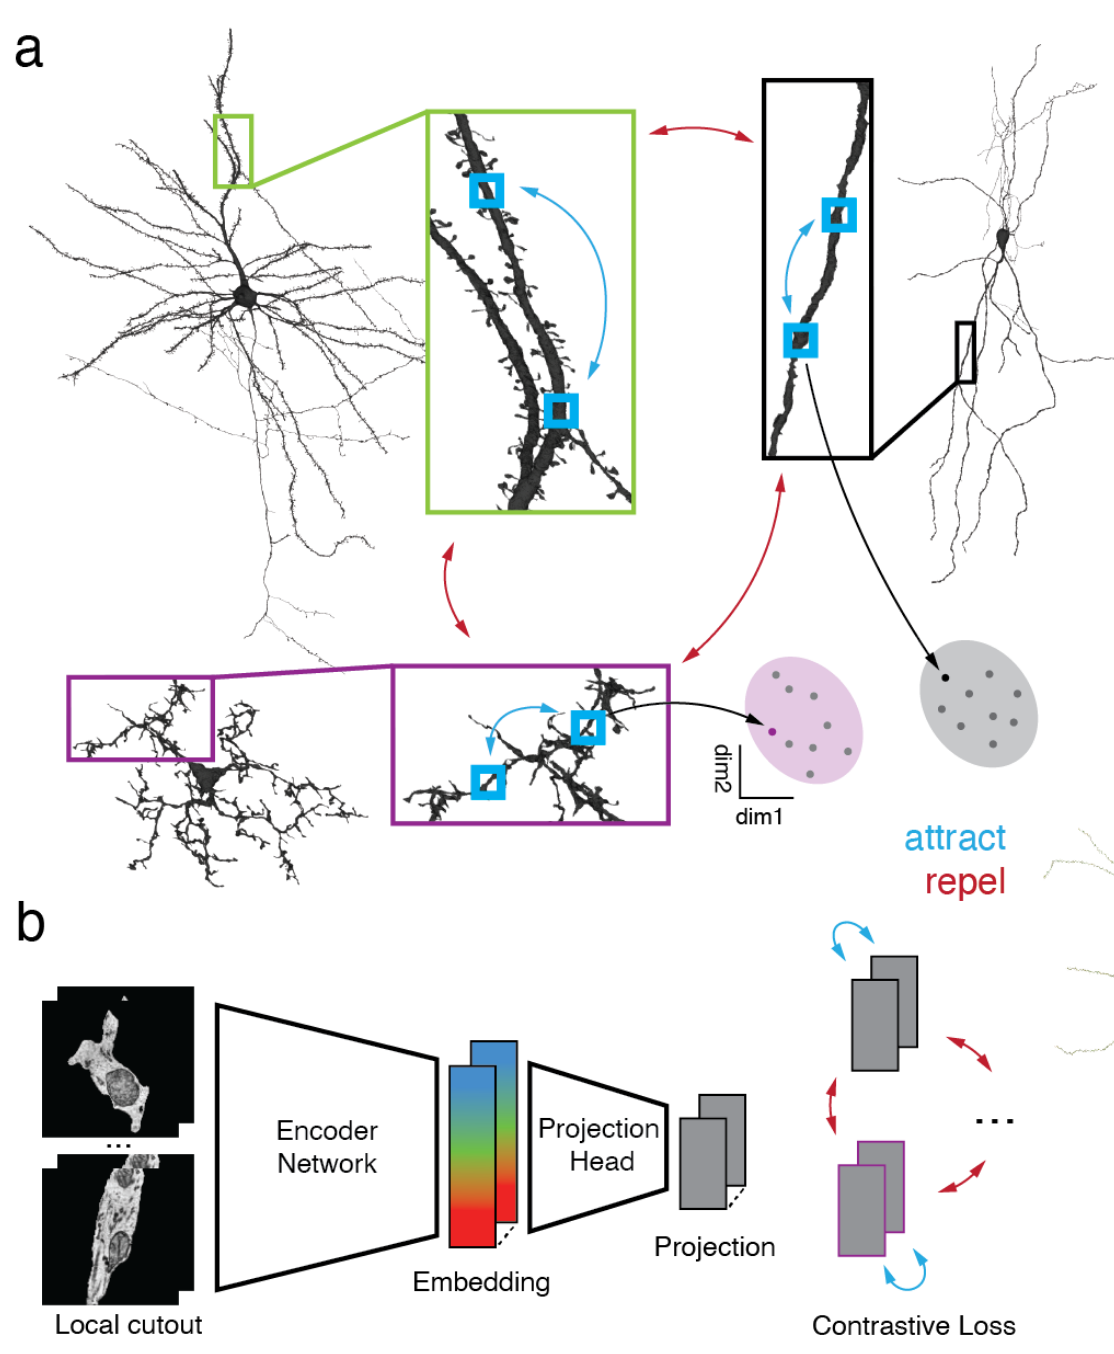 a
dim2
dim1
attract
repel
b
...
Encoder
Network
Projection
Head
...
Projection
Embedding
Local cutout
Contrastive Loss